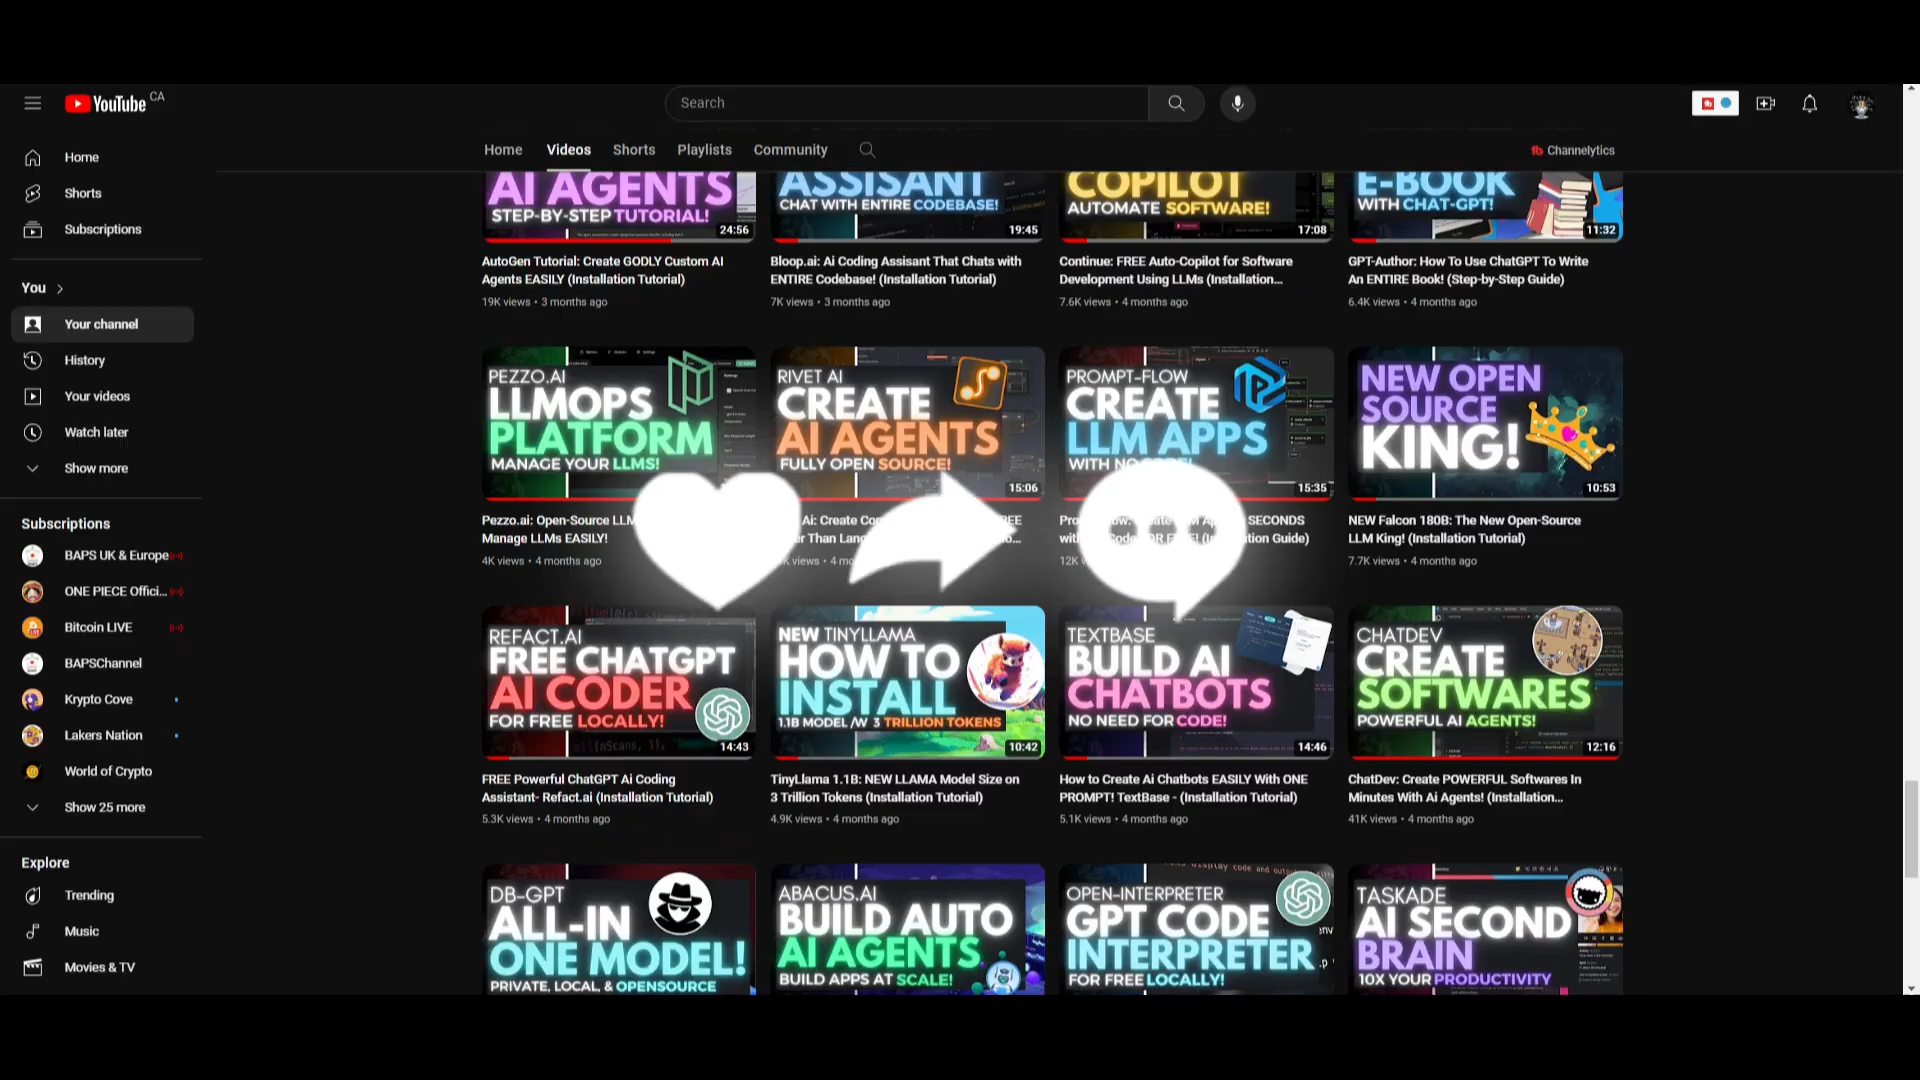 YouTube CA
Search
Home
Shorts
Subscriptions
You
Your channel
History
Your videos
Watch later
Show more
Subscriptions
BAPS UK & Europe
ONE PIECE Offici...
Bitcoin LIVE
BAPSChannel
Krypto Cove
Lakers Nation
World of Crypto
Show 25 more
Explore
Trending
Music
Movies & TV
Home Videos Shorts Playlists Community
Channelytics
AI AGENTS
STEP-BY-STEP TUTORIAL!
24:56
AutoGen Tutorial: Create GODLY Custom AI
Agents EASILY (Installation Tutorial)
19K views • 3 months ago
ASSISANT
CHAT WITH ENTIRE CODEBASE!
19:45
Bloop.ai: Ai Coding Assisant That Chats with
ENTIRE Codebase! (Installation Tutorial)
7K views • 3 months ago
COPILOT
AUTOMATE SOFTWARE!
17:08
Continue: FREE Auto-Copilot for Software
Development Using LLMs (Installation...
7.6K views • 4 months ago
E-BOOK
WITH CHAT-GPT!
11:32
GPT-Author: How To Use ChatGPT To Write
An ENTIRE Book! (Step-by-Step Guide)
6.4K views • 4 months ago
PEZZO.AI
LLMOPS
PLATFORM
MANAGE YOUR LLMS!
Pezzo.ai: Open-Source
Manage LLMs EASILY!
4K views • 4 months ago
RIVET AI
CREATE
AI AGENTS
FULLY OPEN SOURCE!
15:06
Ai: Create
PROMPT-FLOW
CREATE
LLM APPS
WITH
15:35
SECONDS
Guide)
NEW OPEN
SOURCE
KING!
10:53
NEW Falcon 180B: The New Open-Source
LLM King! (Installation Tutorial)
7.7K views • 4 months ago
REFACT.AI
FREE CHATGPT
AI CODER
FOR FREE LOCALLY!
14:43
FREE Powerful ChatGPT Ai Coding
Assistant- Refact.ai (Installation Tutorial)
5.3K views • 4 months ago
NEW TINYLLAMA
HOW TO
INSTALL
1.1B MODEL /W 3 TRILLION TOKENS
10:42
TinyLlama 1.1B: NEW LLAMA Model Size on
3 Trillion Tokens (Installation Tutorial)
4.9K views • 4 months ago
TEXTBASE
BUILD AI
CHATBOTS
NO NEED FOR CODE!
14:46
How to Create Ai Chatbots EASILY With ONE
PROMPT! TextBase - (Installation Tutorial)
5.1K views • 4 months ago
CHATDEV
CREATE
SOFTWARES
POWERFUL AI AGENTS!
12:16
ChatDev: Create POWERFUL Softwares In
Minutes With Ai Agents! (Installation...
41K views • 4 months ago
DB-GPT
ALL-IN
ONE MODEL!
PRIVATE, LOCAL, & OPENSOURCE
ABACUS.AI
BUILD AUTO
AI AGENTS
BUILD APPS AT SCALE!
OPEN-INTERPRETER
GPT CODE
INTERPRETER
FOR FREE LOCALLY!
TASKADE
AI SECOND
BRAIN
10X YOUR PRODUCTIVITY